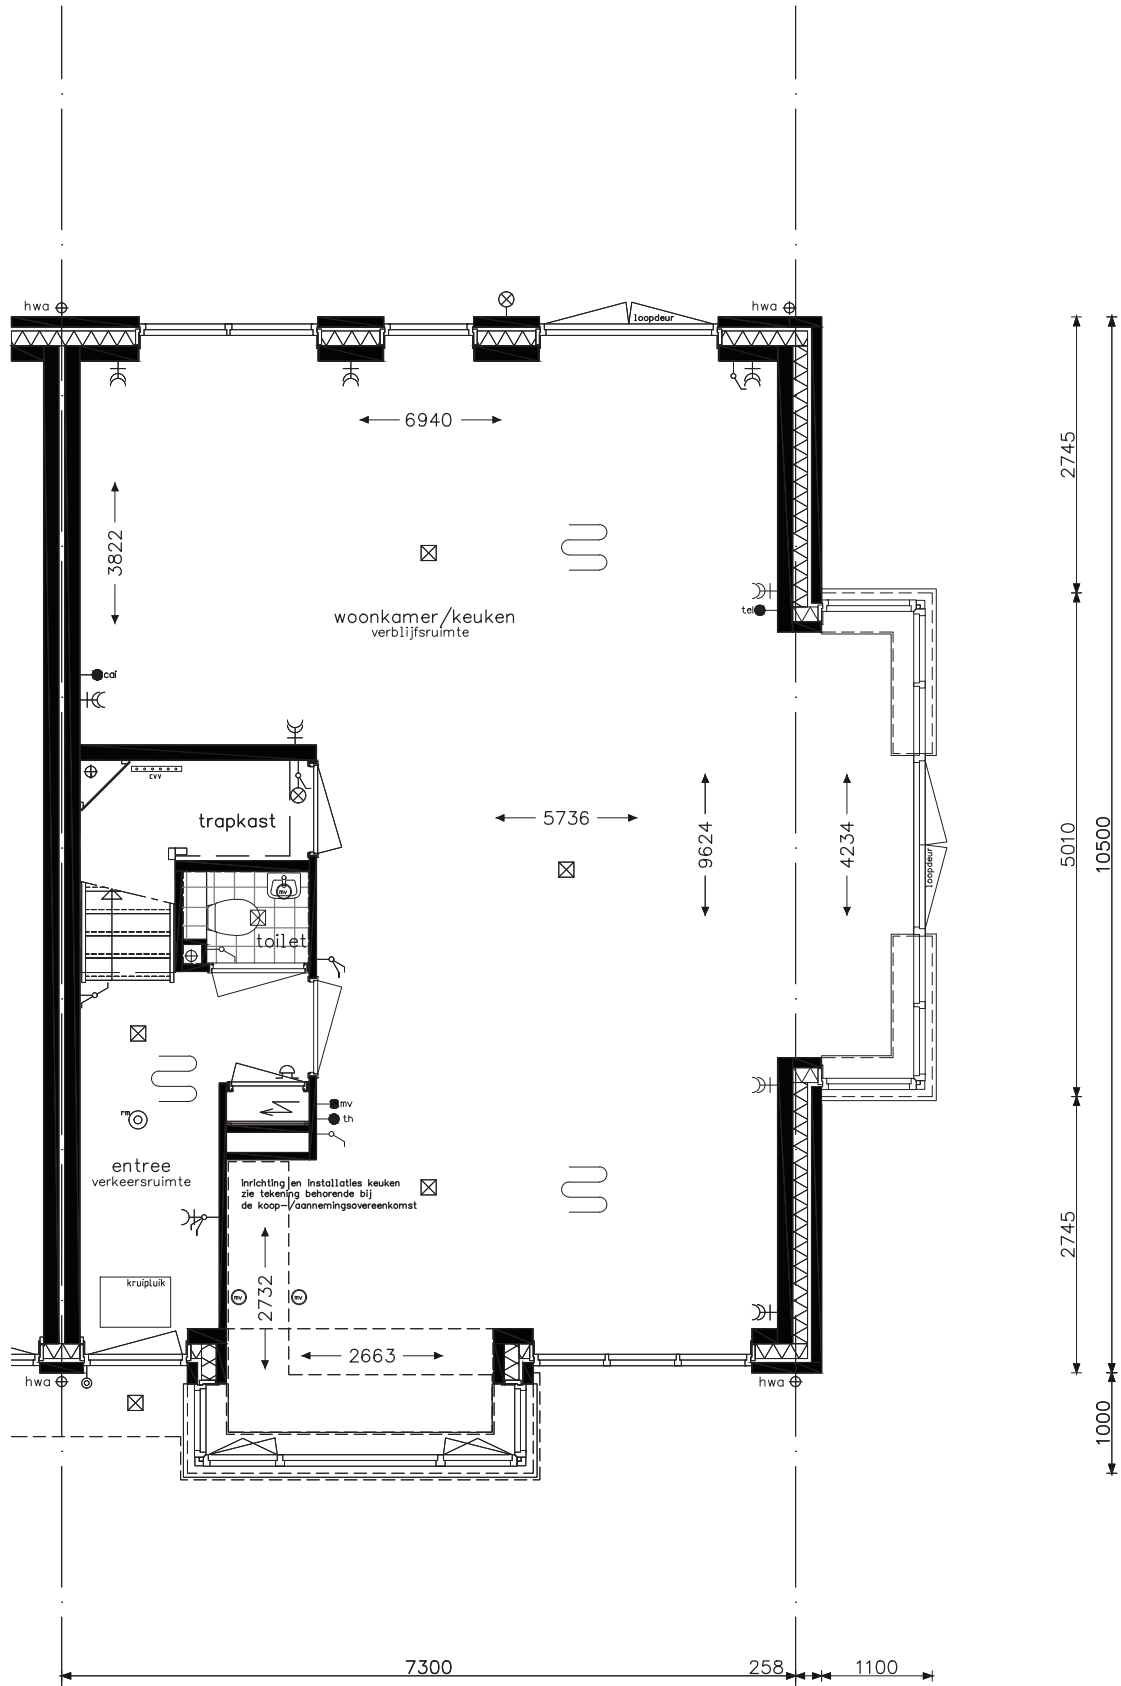 hwa
hwa
loopdeur
6940
2745
3822
woonkamer/keuken
verblijfsruimte
tel
cai
cvv
trapkast
5736
9624
4234
loopdeur
5010
10500
mv
toilet
rm
mv
th
entree
verkeersruimte
inrichting en installaties keuken
zie tekening behorende bij
de koop-/aannemingsovereenkomst
2745
kruipluik
2732
mv
mv
2663
hwa
hwa
1000
7300
258
1100